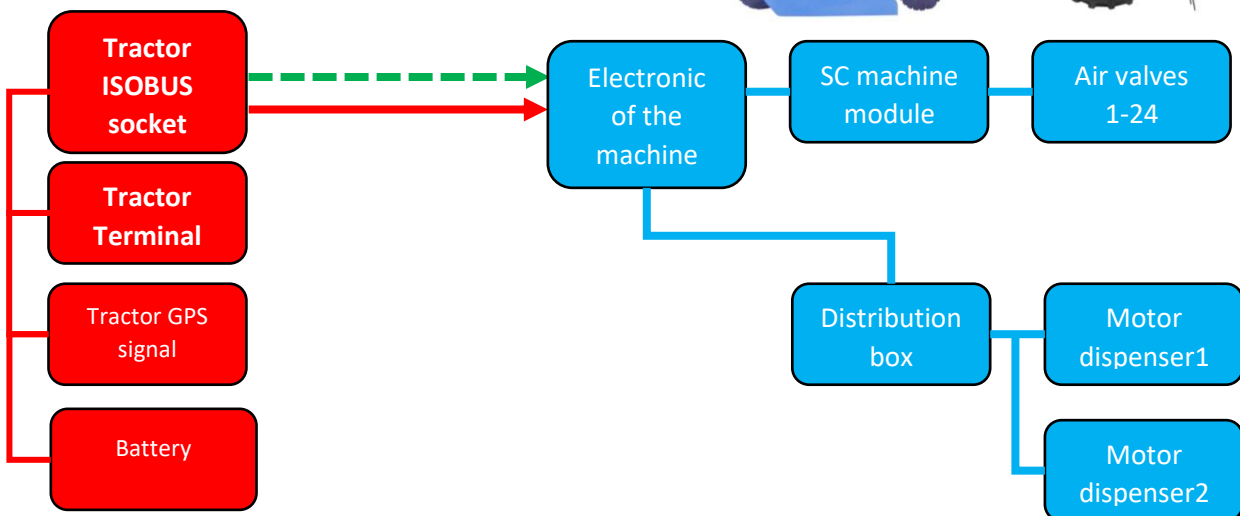 Tractor
ISOBUS
socket
Electronic
of the
machine
SC machine
module
Air valves
1-24
Tractor
Terminal
Tractor GPS
signal
Distribution
box
Motor
dispenser1
Battery
Motor
dispenser2